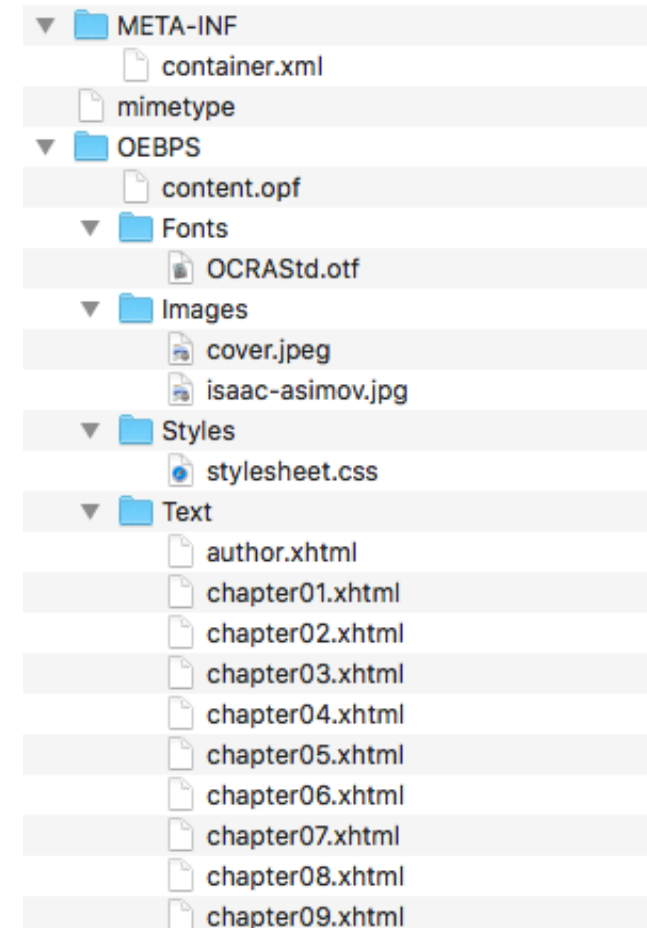 META-INF
container.xml
mimetype
OEBPS
content.opf
Fonts
OCRAStd.otf
Images
cover.jpeg
isaac-asimov.jpg
Styles
stylesheet.css
Text
author.xhtml
chapter01.xhtml
chapter02.xhtml
chapter03.xhtml
chapter04.xhtml
chapter05.xhtml
chapter06.xhtml
chapter07.xhtml
chapter08.xhtml
chapter09.xhtml